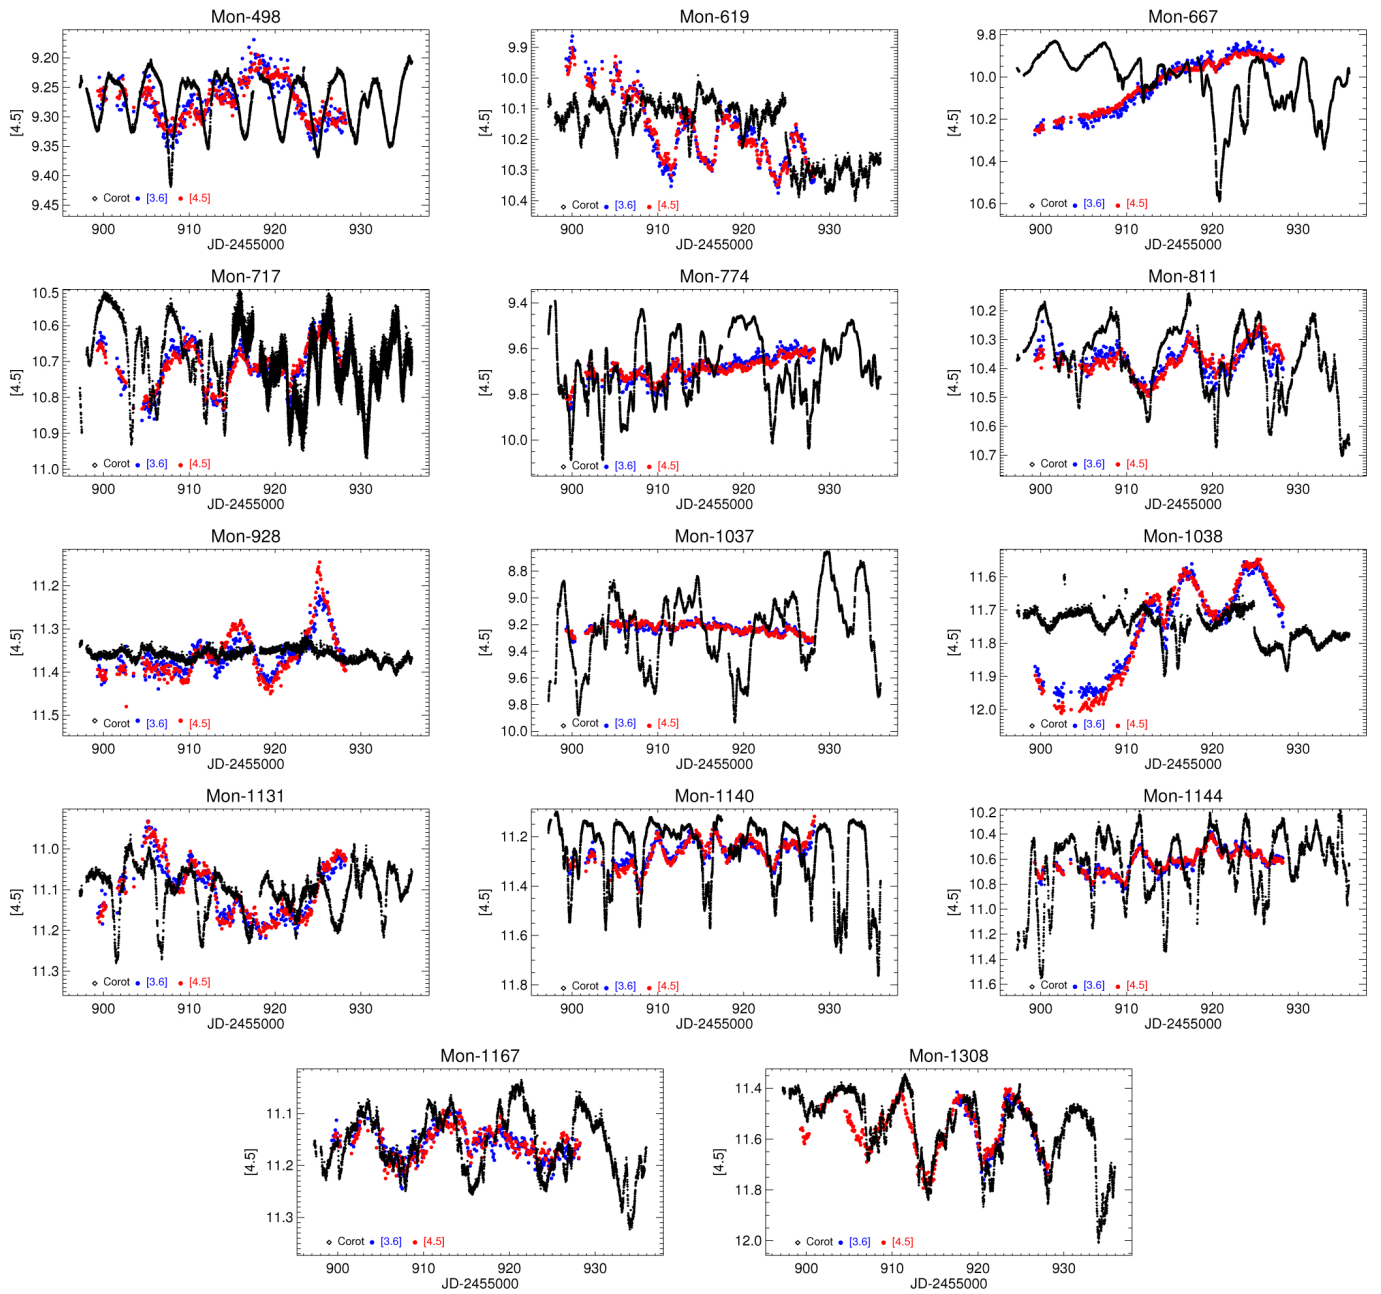 Mon-498 Mon-619 Mon-667
9.20 9.25 9.30 9.35 9.40 9.45
[4.5]
Corot [3.6] [4.5]
900 910 920 930
JD-2455000
9.9 10.0 10.1 10.2 10.3 10.4
[4.5]
Corot [3.6] [4.5]
900 910 920 930
JD-2455000
9.8 10.0 10.2 10.4 10.6
[4.5]
Corot [3.6] [4.5]
900 910 920 930
JD-2455000
Mon-717 Mon-774 Mon-811
10.5 10.6 10.7 10.8 10.9 11.0
[4.5]
Corot [3.6] [4.5]
900 910 920 930
JD-2455000
9.4 9.6 9.8 10.0
[4.5]
Corot [3.6] [4.5]
900 910 920 930
JD-2455000
10.2 10.3 10.4 10.5 10.6 10.7
[4.5]
Corot [3.6] [4.5]
900 910 920 930
JD-2455000
Mon-928 Mon-1037 Mon-1038
11.2 11.3 11.4 11.5
[4.5]
Corot [3.6] [4.5]
900 910 920 930
JD-2455000
8.8 9.0 9.2 9.4 9.6 9.8 10.0
[4.5]
Corot [3.6] [4.5]
900 910 920 930
JD-2455000
11.6 11.7 11.8 11.9 12.0
[4.5]
Corot [3.6] [4.5]
900 910 920 930
JD-2455000
Mon-1131 Mon-1140 Mon-1144
11.0 11.1 11.2 11.3
[4.5]
Corot [3.6] [4.5]
900 910 920 930
JD-2455000
11.2 11.4 11.6 11.8
[4.5]
Corot [3.6] [4.5]
900 910 920 930
JD-2455000
10.2 10.4 10.6 10.8 11.0 11.2 11.4 11.6
[4.5]
Corot [3.6] [4.5]
900 910 920 930
JD-2455000
Mon-1167 Mon-1308
11.1 11.2 11.3
[4.5]
Corot [3.6] [4.5]
900 910 920 930
JD-2455000
11.4 11.6 11.8 12.0
[4.5]
Corot [3.6] [4.5]
900 910 920 930
JD-2455000